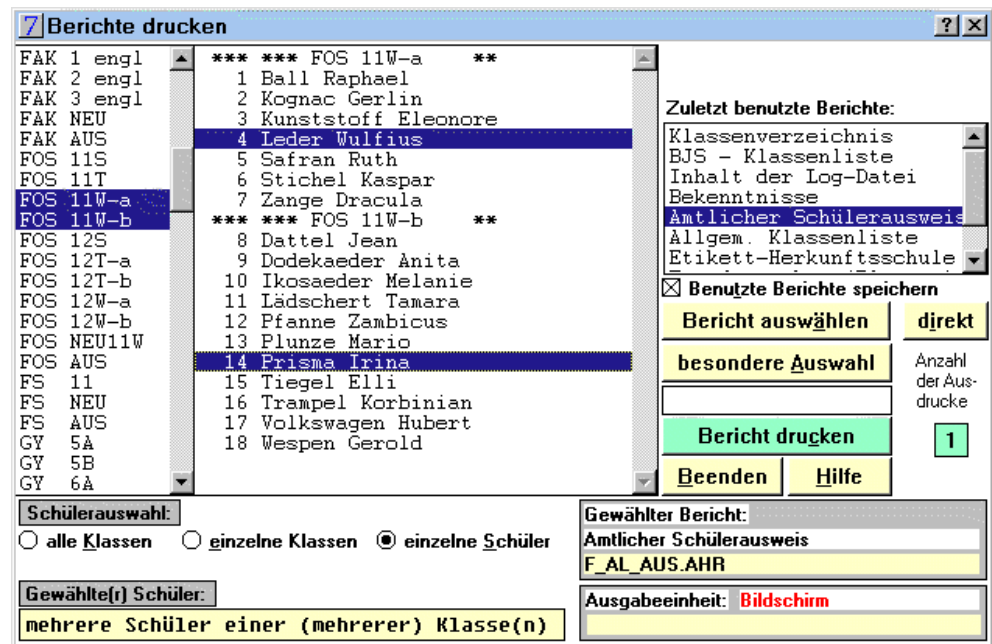 7 Berichte drucken ? ×
FAK 1 engl
FAK 2 engl
FAK 3 engl
FAK NEU
FAK AUS
FOS 11S
FOS 11T
FOS 11W-a
FOS 11W-b
FOS 12S
FOS 12T-a
FOS 12T-b
FOS 12W-a
FOS 12W-b
FOS NEU11W
FOS AUS
FS 11
FS NEU
FS AUS
GY 5A
GY 5B
GY 6A
*** *** FOS 11W-a **
1 Ball Raphael
2 Kognac Gerlin
3 Kunststoff Eleonore
4 Leder Wulfius
5 Safran Ruth
6 Stichel Kaspar
7 Zange Dracula
*** *** FOS 11W-b **
8 Dattel Jean
9 Dodekaeder Anita
10 Ikosaeder Melanie
11 Lädschert Tamara
12 Pfanne Zambicus
13 Plunze Mario
14 Prisma Irina
15 Tiegel Elli
16 Trampel Korbinian
17 Volkswagen Hubert
18 Wespen Gerold
Zuletzt benutzte Berichte:
Klassenverzeichnis
BJS - Klassenliste
Inhalt der Log-Datei
Bekenntnisse
Amtlicher Schülerausweis
Allgem. Klassenliste
Etikett-Herkunftsschule
Benutzte Berichte speichern
Bericht auswählen
direkt
besondere Auswahl
Anzahl
der Aus-
drucke
Bericht drucken
1
Beenden
Hilfe
Schülerauswahl:
alle Klassen
einzelne Klassen
einzelne Schüler
Gewählte(r) Schüler:
mehrere Schüler einer (mehrerer) Klasse(n)
Gewählter Bericht:
Amtlicher Schülerausweis
F_AL_AUS.AHR
Ausgabeeinheit: Bildschirm